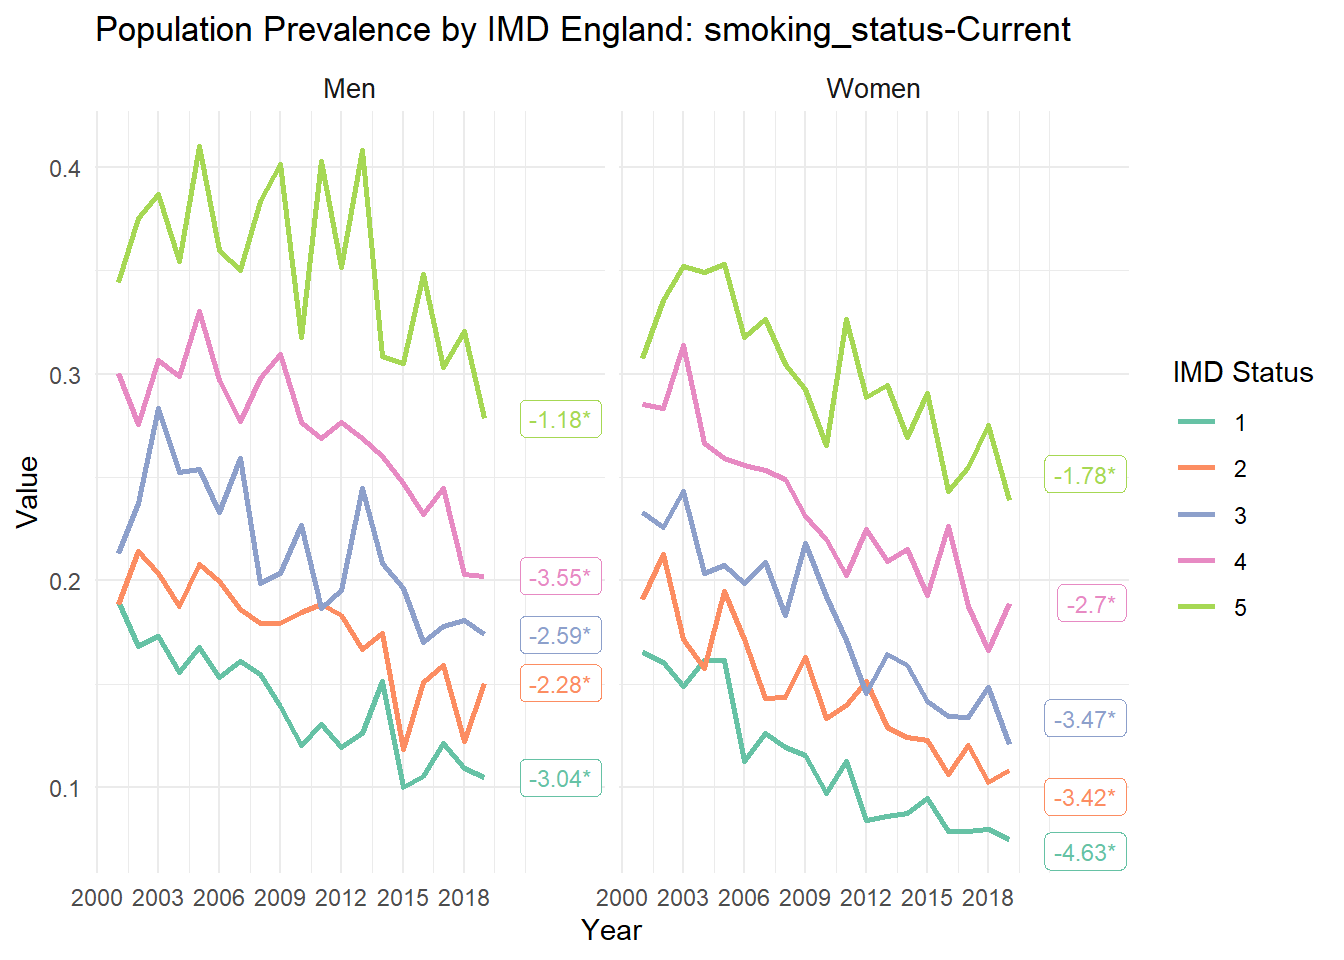 Population Prevalence by IMD England: smoking_status-Current
Men
Women
Value
0.4
0.3
0.2
0.1
-1.18*
-3.55*
-2.59*
-2.28*
-3.04*
-1.78*
-2.7*
-3.47*
-3.42*
-4.63*
2000 2003 2006 2009 2012 2015 2018
2000 2003 2006 2009 2012 2015 2018
Year
IMD Status
1
2
3
4
5